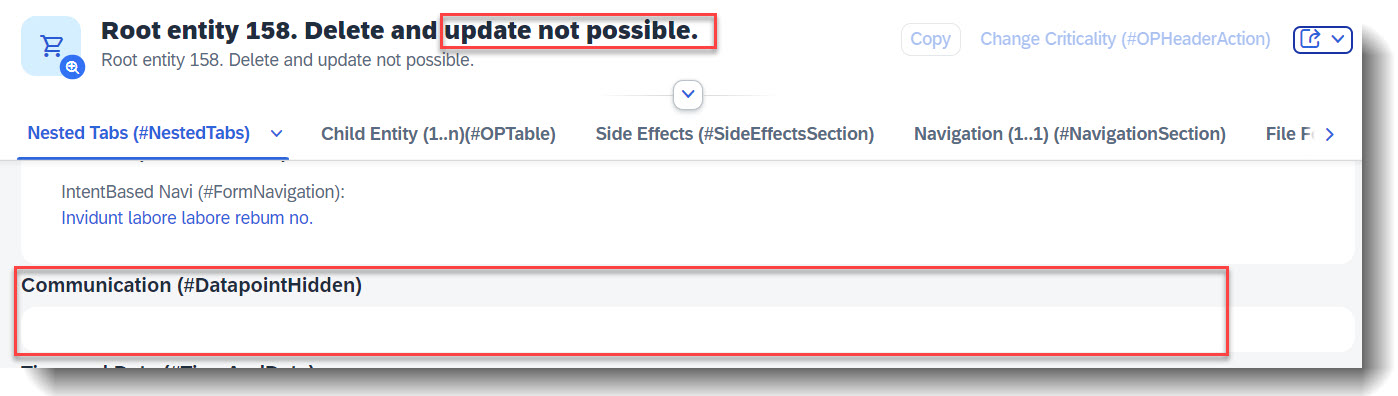 Root entity 158. Delete and update not possible.
Root entity 158. Delete and update not possible.
Copy
Change Criticality (#OPHeaderAction)
Nested Tabs (#NestedTabs)
Child Entity (1..n)(#OPTable)
Side Effects (#SideEffectsSection)
Navigation (1..1) (#NavigationSection)
File
IntentBased Navi (#FormNavigation):
Invidunt labore labore rebum no.
Communication (#DatapointHidden)